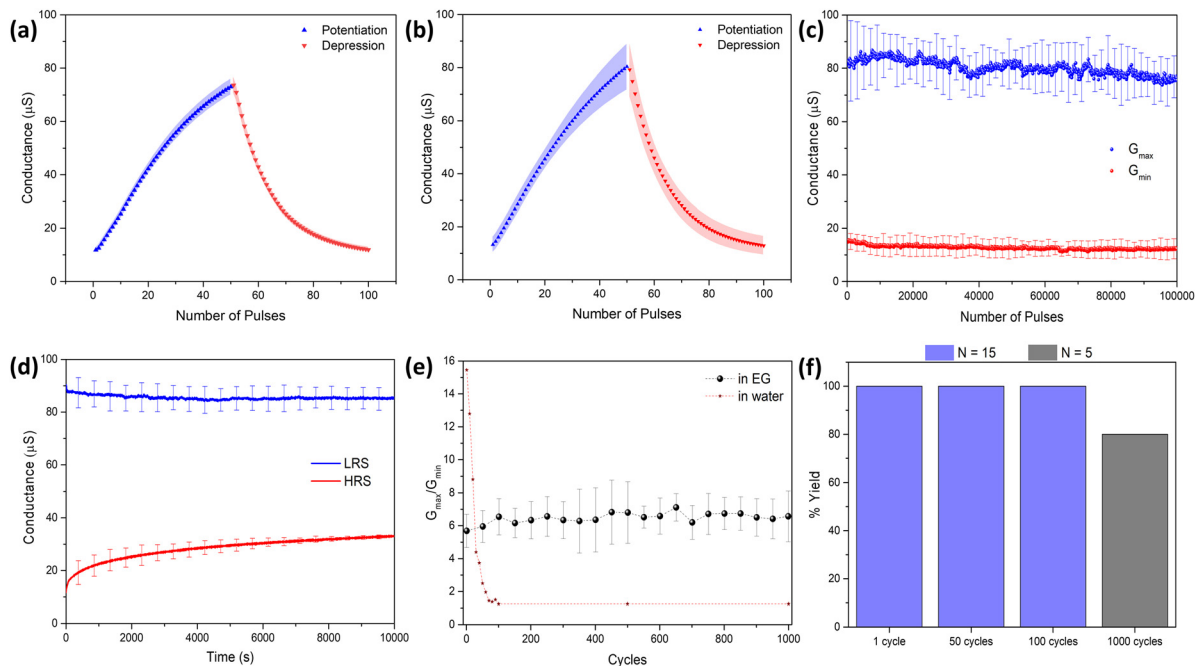 (a)
100
80
60
40
20
0
Conductance (μS)
Potentiation
Depression
0 20 40 60 80 100
Number of Pulses
(b)
100
80
60
40
20
0
Conductance (μS)
Potentiation
Depression
0 20 40 60 80 100
Number of Pulses
(c)
100
80
60
40
20
0
Conductance (μS)
Gmax
Gmin
0 20000 40000 60000 80000 100000
Number of Pulses
(d)
100
80
60
40
20
0
Conductance (μS)
LRS
HRS
0 2000 4000 6000 8000 10000
Time (s)
(e)
16
14
12
10
8
6
4
2
0
Gmax/Gmin
in EG
in water
0 200 400 600 800 1000
Cycles
(f)
N = 15 N = 5
100
80
60
40
20
0
% Yield
1 cycle 50 cycles 100 cycles 1000 cycles